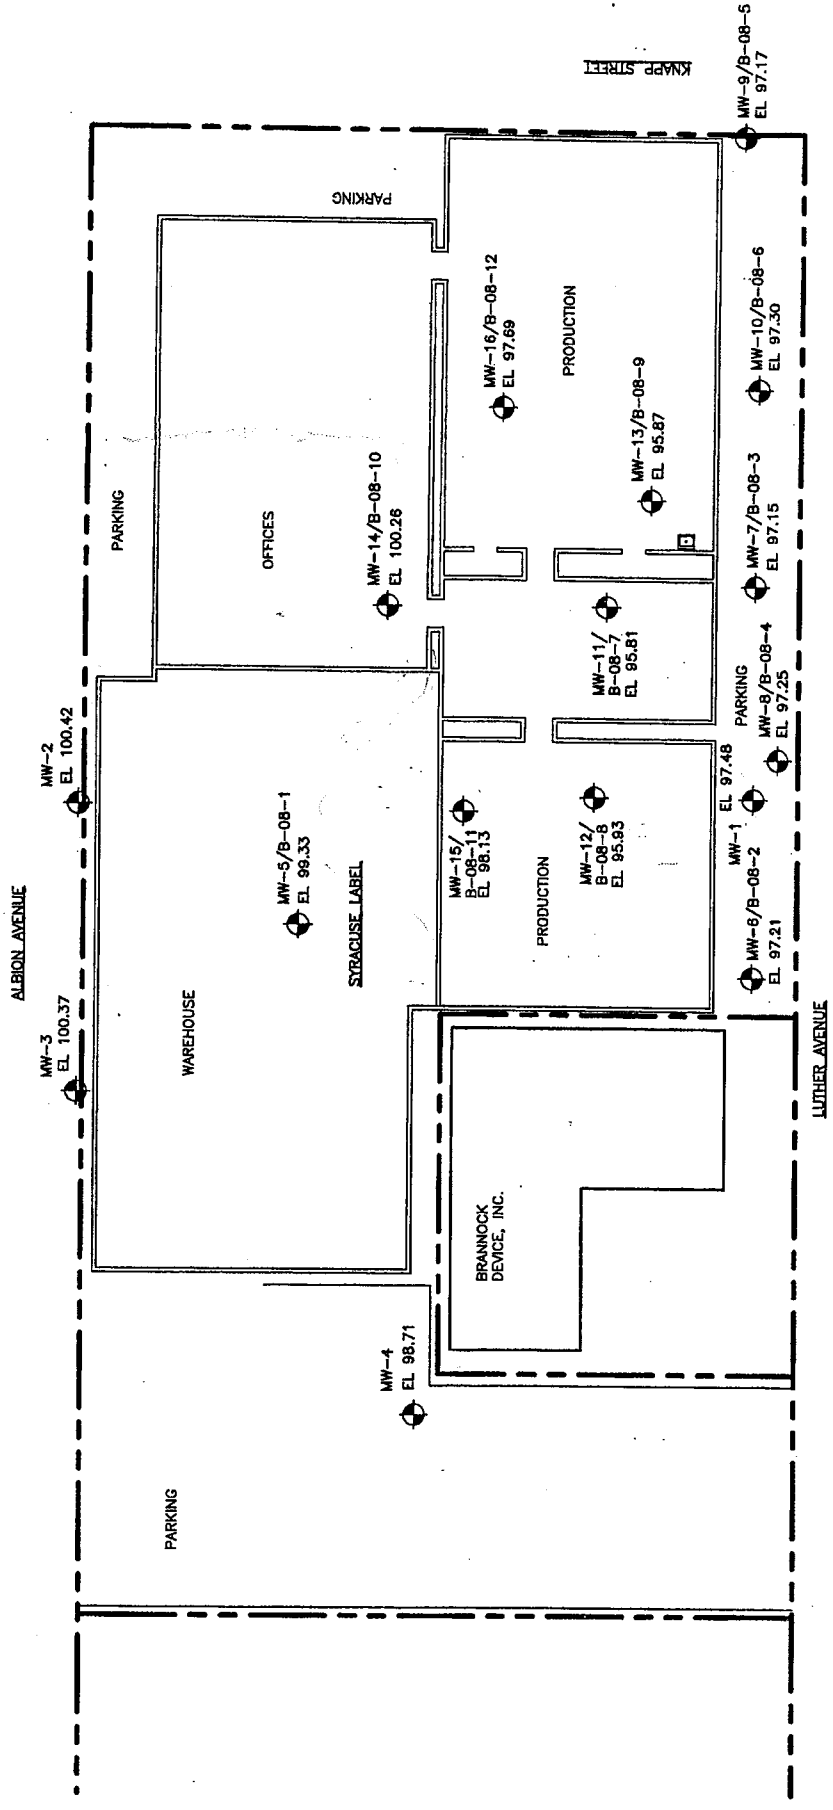 KNAPP STREET
MW-9/B-08-5
EL 97.17
PARKING
MW-16/B-08-12
EL 97.69
PRODUCTION
MW-10/B-08-6
EL 97.30
MW-13/B-08-9
EL 95.87
PARKING
OFFICES
MW-14/B-08-10
EL 100.26
MW-7/B-08-3
EL 97.15
MW-11/
B-08-7
EL 95.81
PARKING
MW-8/B-08-4
EL 97.25
MW-2
EL 100.42
EL 97.48
MW-1
MW-5/B-08-1
EL 99.33
SYRACUSE LABEL
MW-15/
B-08-11
EL 98.13
MW-12/
B-08-8
EL 95.93
PRODUCTION
MW-6/B-08-2
EL 97.21
ALBION AVENUE
MW-3
EL 100.37
WAREHOUSE
LUTHER AVENUE
BRANNOCK
DEVICE, INC.
MW-4
EL 98.71
PARKING